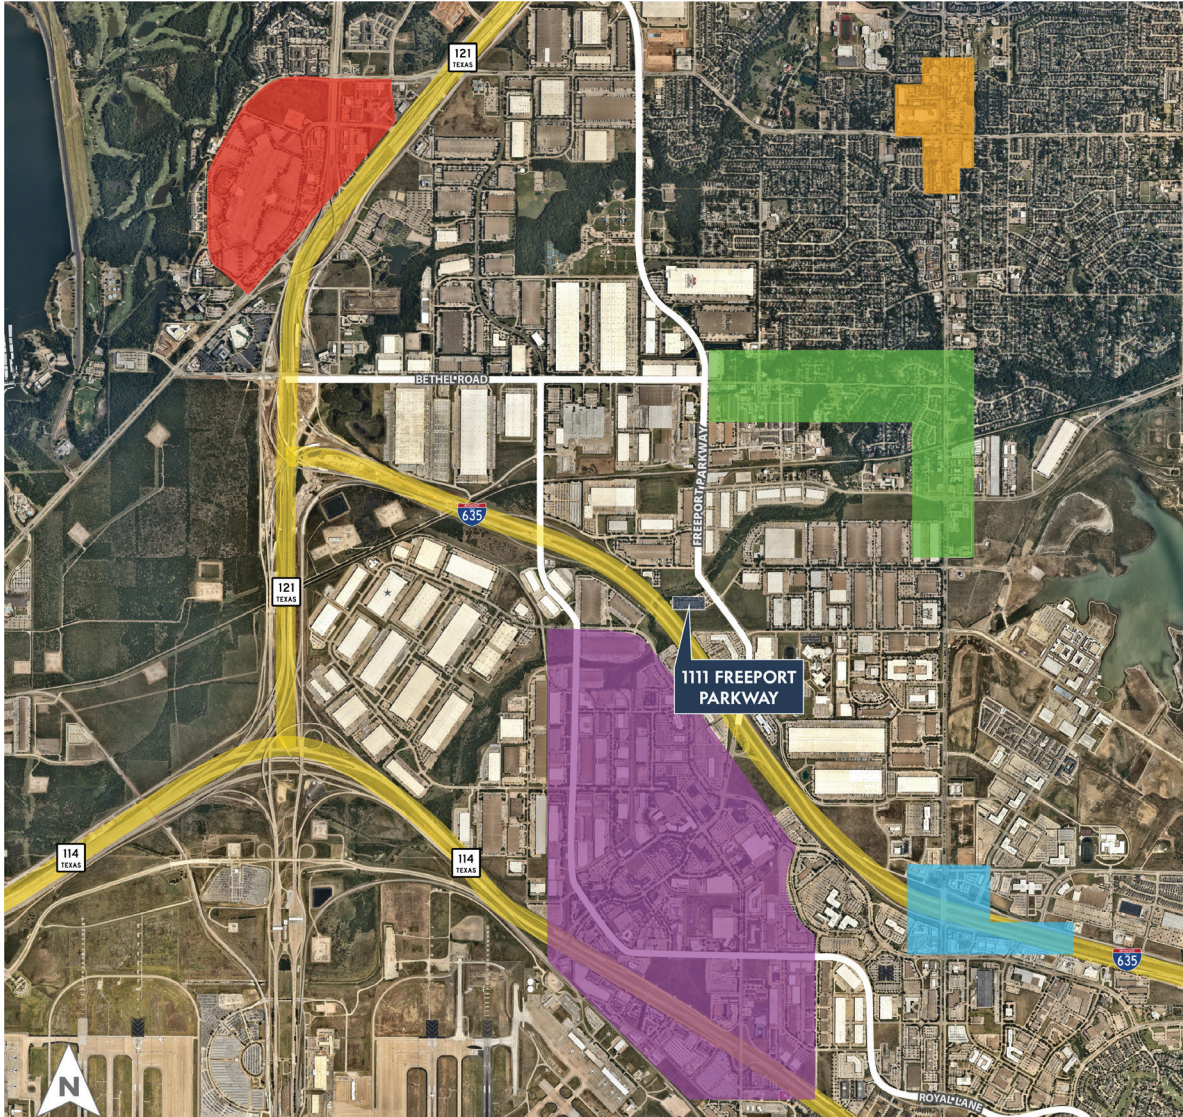 121
TEXAS
BETHEL ROAD
FREEPORT PARKWAY
635
121
TEXAS
1111 FREEPORT
PARKWAY
114
TEXAS
114
TEXAS
635
N
ROYAL LANE